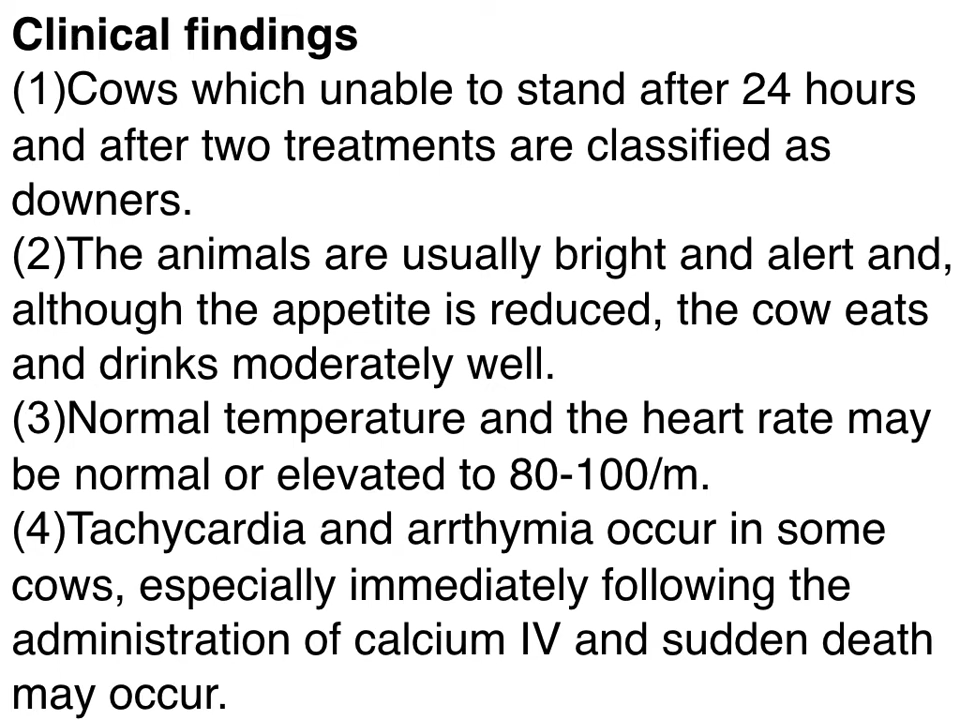 Clinical findings
(1)Cows which unable to stand after 24 hours
and after two treatments are classified as
downers.
(2)The animals are usually bright and alert and,
although the appetite is reduced, the cow eats
and drinks moderately well.
(3)Normal temperature and the heart rate may
be normal or elevated to 80-100/m.
(4)Tachycardia and arrthymia occur in some
cows, especially immediately following the
administration of calcium IV and sudden death
may occur.